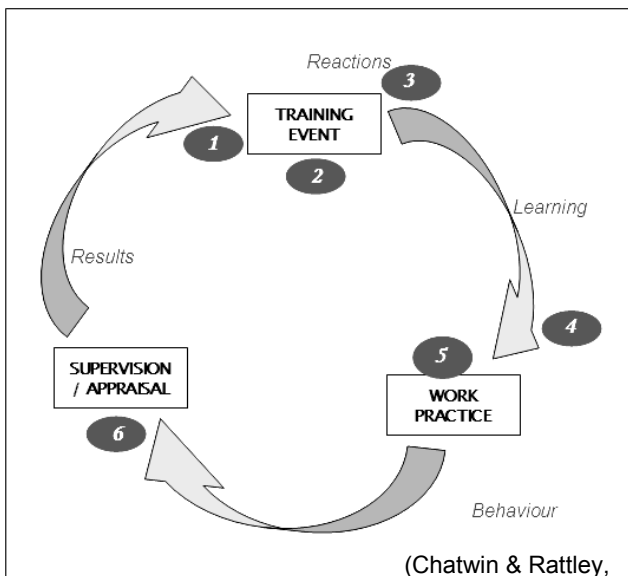 Reactions
3
TRAINING
EVENT
1
2
Learning
Results
4
5
SUPERVISION
/ APPRAISAL
WORK
PRACTICE
6
Behaviour
(Chatwin & Rattley,